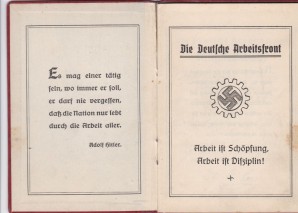 Es mag einer tätig
sein, wo immer er soll,
er darf nie vergessen,
daß die Nation nur lebt
durch die Arbeit aller.
Adolf Hitler.
Die Deutsche Arbeitsfront
Arbeit ist Schöpfung,
Arbeit ist Disziplin!